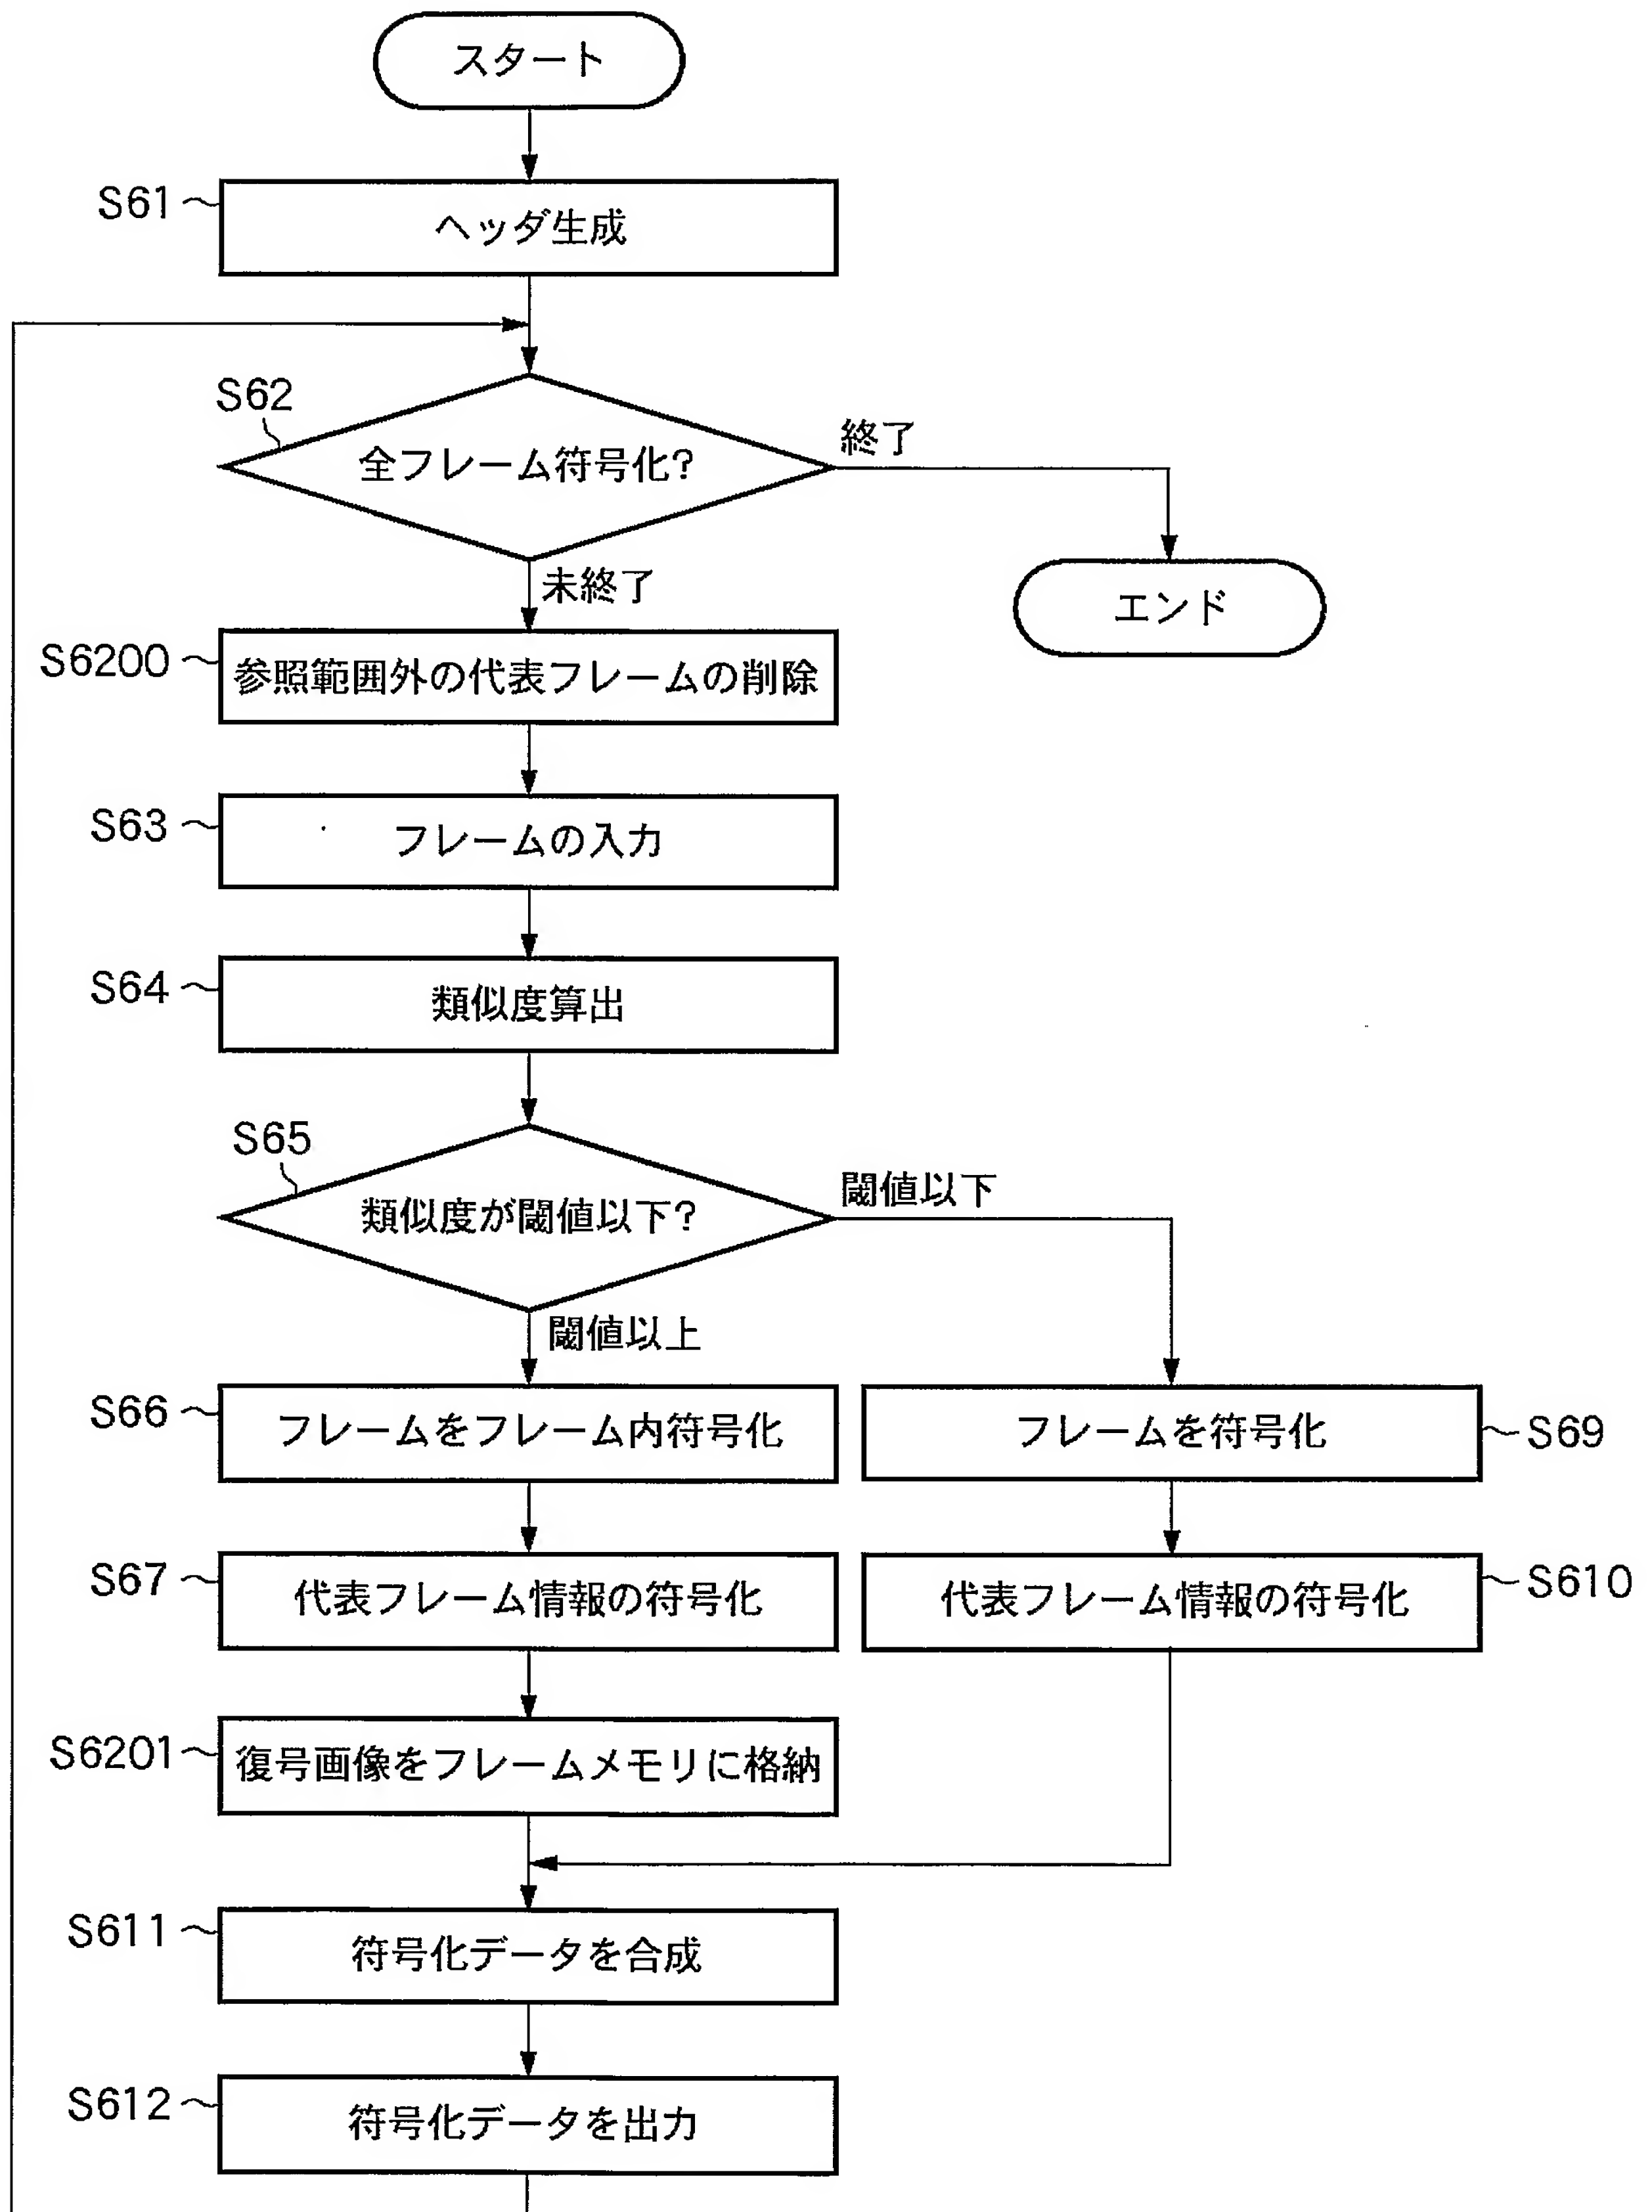 スタート
S61
ヘッダ生成
S62
全フレーム符号化?
終了
エンド
未終了
S6200
参照範囲外の代表フレームの削除
S63
フレームの入力
S64
類似度算出
S65
類似度が閾値以下?
閾値以下
閾値以上
S66
フレームをフレーム内符号化
フレームを符号化
S69
S67
代表フレーム情報の符号化
代表フレーム情報の符号化
S610
S6201
復号画像をフレームメモリに格納
S611
符号化データを合成
S612
符号化データを出力